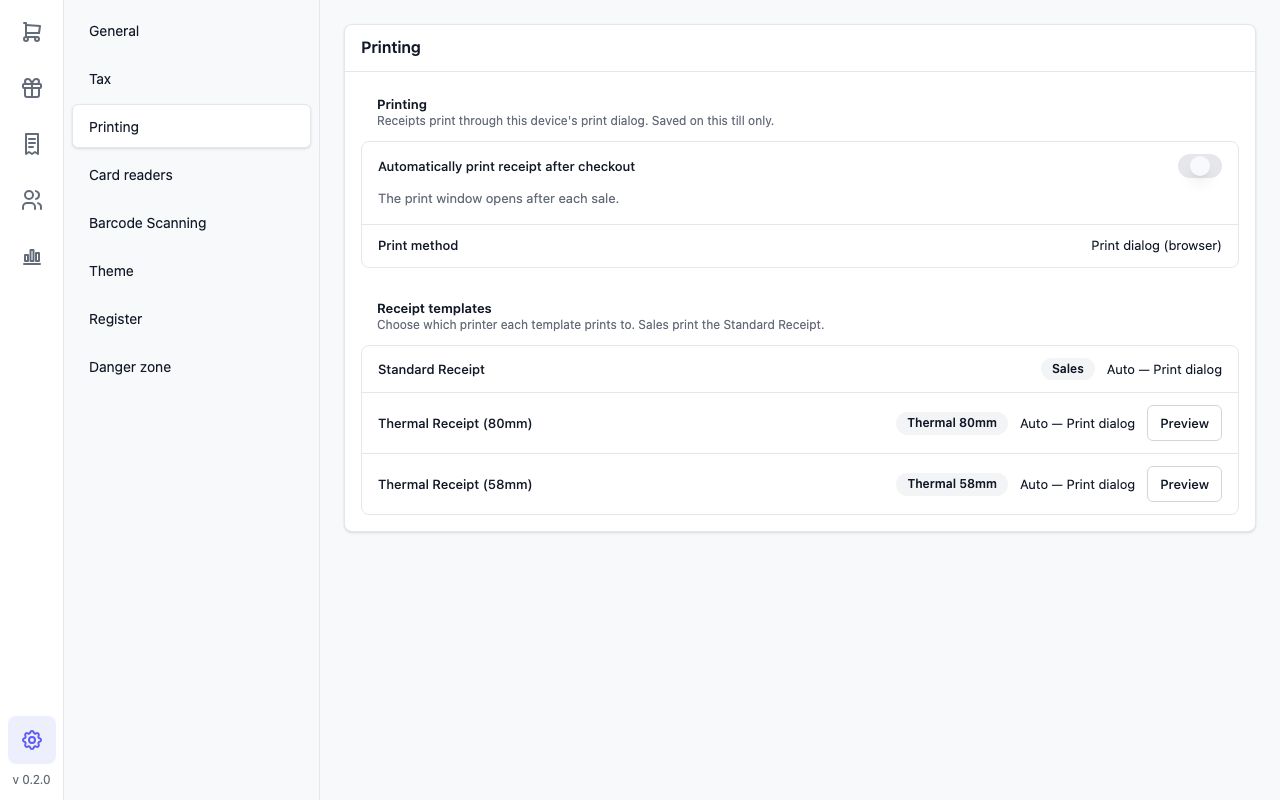 General
Tax
Printing
Card readers
Barcode Scanning
Theme
Register
Danger zone
v 0.2.0
Printing
Printing
Receipts print through this device's print dialog. Saved on this till only.
Automatically print receipt after checkout
The print window opens after each sale.
Print method
Print dialog (browser)
Receipt templates
Choose which printer each template prints to. Sales print the Standard Receipt.
Standard Receipt
Sales
Auto — Print dialog
Thermal Receipt (80mm)
Thermal 80mm
Auto — Print dialog
Preview
Thermal Receipt (58mm)
Thermal 58mm
Auto — Print dialog
Preview